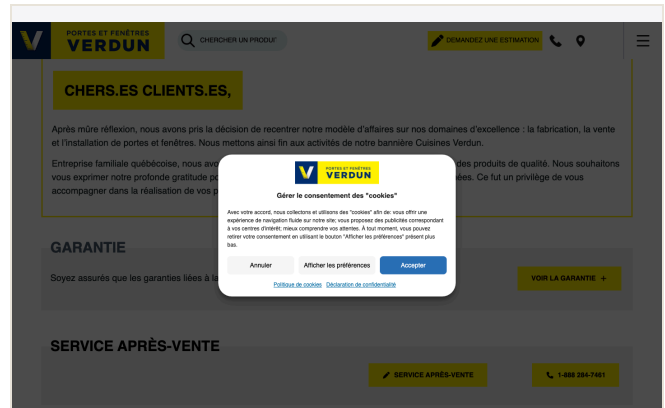 PORTES ET FENÊTRES
VERDUN
CHERCHER UN PRODUI
DEMANDEZ UNE ESTIMATION
CHERS.ES CLIENTS.ES,
Après mûre réflexion, nous avons pris la décision de recentrer notre modèle d'affaires sur nos domaines d'excellence : la fabrication, la vente
et l'installation de portes et fenêtres. Nous mettons ainsi fin aux activités de notre bannière Cuisines Verdun.
Entreprise familiale québécoise, nous avo des produits de qualité. Nous souhaitons
vous exprimer notre profonde gratitude po ées. Ce fut un privilège de vous
accompagner dans la réalisation de vos p
PORTES ET FENÊTRES
VERDUN
Gérer le consentement des "cookies"
Avec votre accord, nous collectons et utilisons des "cookies" afin de: vous offrir une
expérience de navigation fluide sur notre site; vous proposez des publicités correspondant
à vos centres d'intérêt; mieux comprendre vos attentes. À tout moment, vous pouvez
retirer votre consentement en utilisant le bouton "Afficher les préférences" présent plus
bas.
Annuler Afficher les préférences Accepter
Politique de cookies Déclaration de confidentialité
GARANTIE
Soyez assurés que les garanties liées à la
VOIR LA GARANTIE +
SERVICE APRÈS-VENTE
SERVICE APRÈS-VENTE
1-888 284-7461